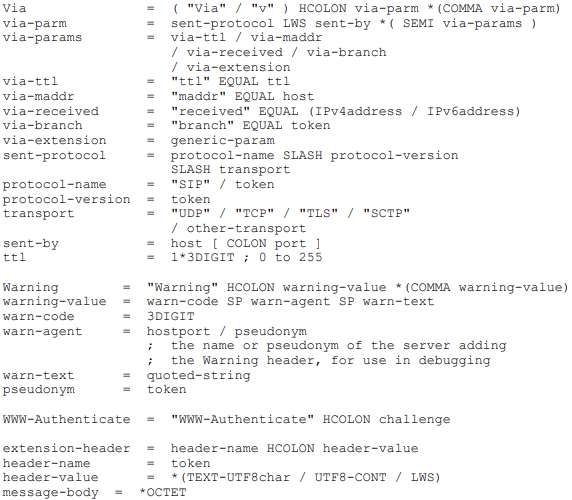 Via = ( "Via" / "v" ) HCOLON via-parm *(COMMA via-parm)
via-parm = sent-protocol LWS sent-by *( SEMI via-params )
via-params = via-ttl / via-maddr
/ via-received / via-branch
/ via-extension
via-ttl = "ttl" EQUAL ttl
via-maddr = "maddr" EQUAL host
via-received = "received" EQUAL (IPv4address / IPv6address)
via-branch = "branch" EQUAL token
via-extension = generic-param
sent-protocol = protocol-name SLASH protocol-version
SLASH transport
protocol-name = "SIP" / token
protocol-version = token
transport = "UDP" / "TCP" / "TLS" / "SCTP"
/ other-transport
sent-by = host [ COLON port ]
ttl = 1*3DIGIT ; 0 to 255
Warning = "Warning" HCOLON warning-value *(COMMA warning-value)
warning-value = warn-code SP warn-agent SP warn-text
warn-code = 3DIGIT
warn-agent = hostport / pseudonym
; the name or pseudonym of the server adding
; the Warning header, for use in debugging
warn-text = quoted-string
pseudonym = token
WWW-Authenticate = "WWW-Authenticate" HCOLON challenge
extension-header = header-name HCOLON header-value
header-name = token
header-value = *(TEXT-UTF8char / UTF8-CONT / LWS)
message-body = *OCTET